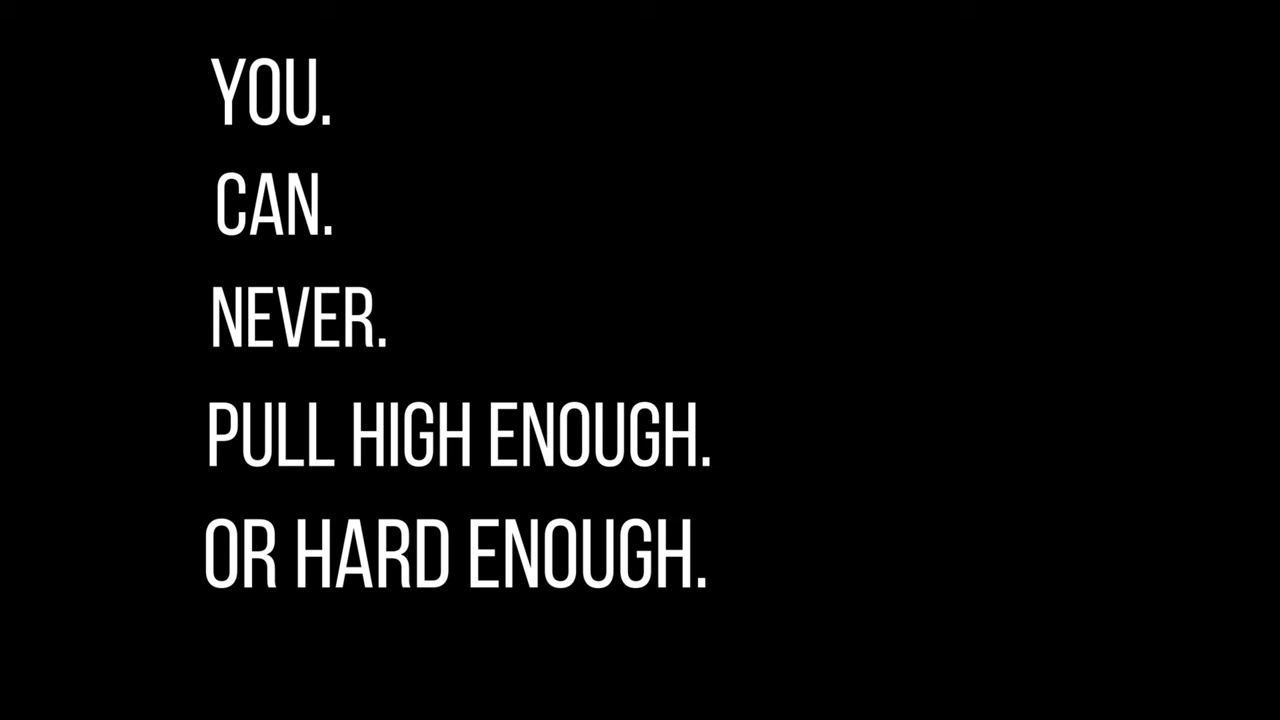 YOU.
CAN.
NEVER.
PULL HIGH ENOUGH.
OR HARD ENOUGH.